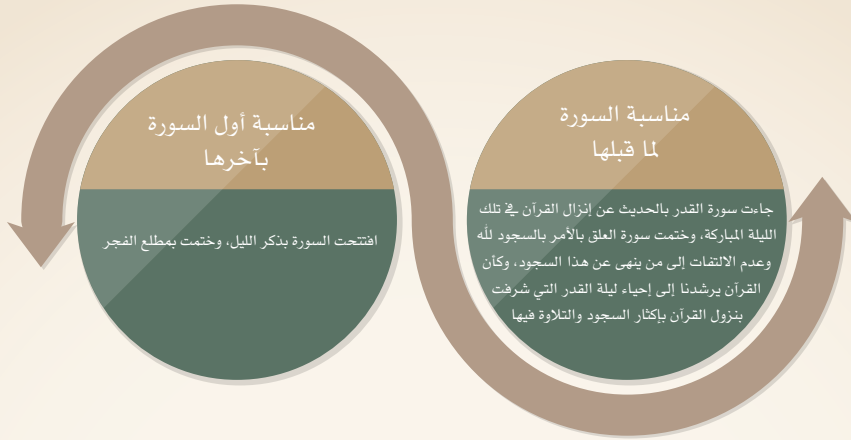 مناسبة السورة
لما قبلها
جاءت سورة القدر بالحديث عن إنزال القرآن في تلك
الليلة المباركة، وختمت سورة العلق بالأمر بالسجود لله
وعدم الالتفات إلى من ينهى عن هذا السجود، وكأن
القرآن يرشدنا إلى إحياء ليلة القدر التي شرفت
بنزول القرآن بإكثار السجود والتلاوة فيها
مناسبة أول السورة
بآخرها
افتتحت السورة بذكر الليل، وختمت بمطلع الفجر